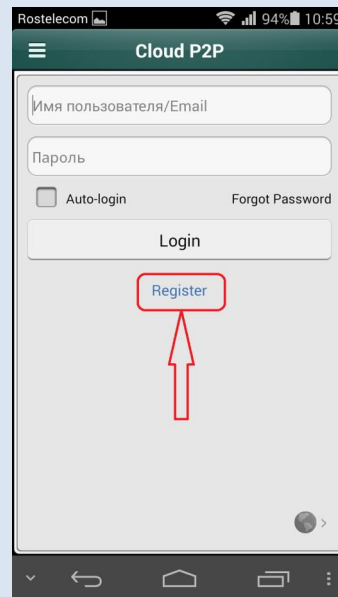 Rostelecom 94% 10:59
Cloud P2P
Имя пользователя/Email
Пароль
Auto-login Forgot Password
Login
Register